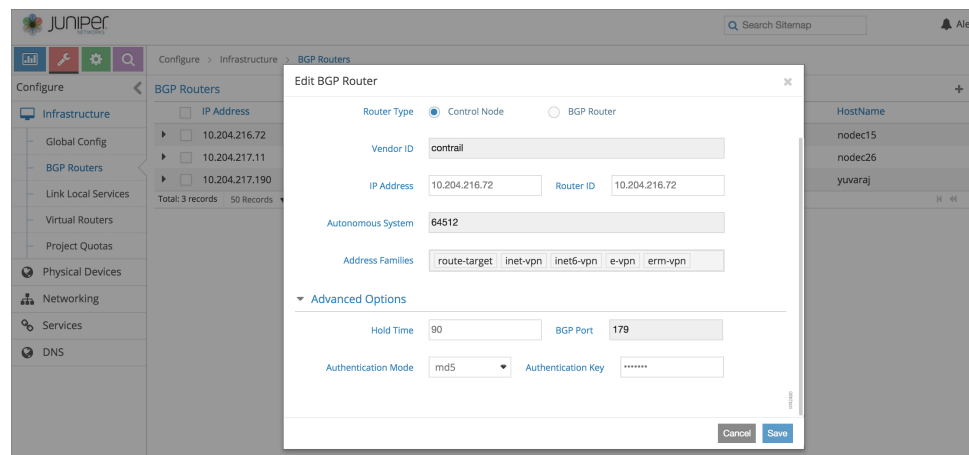 JUNIPER
NETWORKS
Search Sitemap
Ale
Configure > Infrastructure > BGP Routers
Configure
BGP Routers
Infrastructure
Global Config
BGP Routers
Link Local Services
Virtual Routers
Project Quotas
Physical Devices
Networking
Services
DNS
IP Address
HostName
10.204.216.72
nodec15
10.204.217.11
nodec26
10.204.217.190
yuvaraj
Total: 3 records 50 Records
Edit BGP Router
Router Type Control Node BGP Router
Vendor ID contrail
IP Address 10.204.216.72 Router ID 10.204.216.72
Autonomous System 64512
Address Families route-target inet-vpn inet6-vpn e-vpn erm-vpn
Advanced Options
Hold Time 90 BGP Port 179
Authentication Mode md5 Authentication Key •••••••
Cancel Save